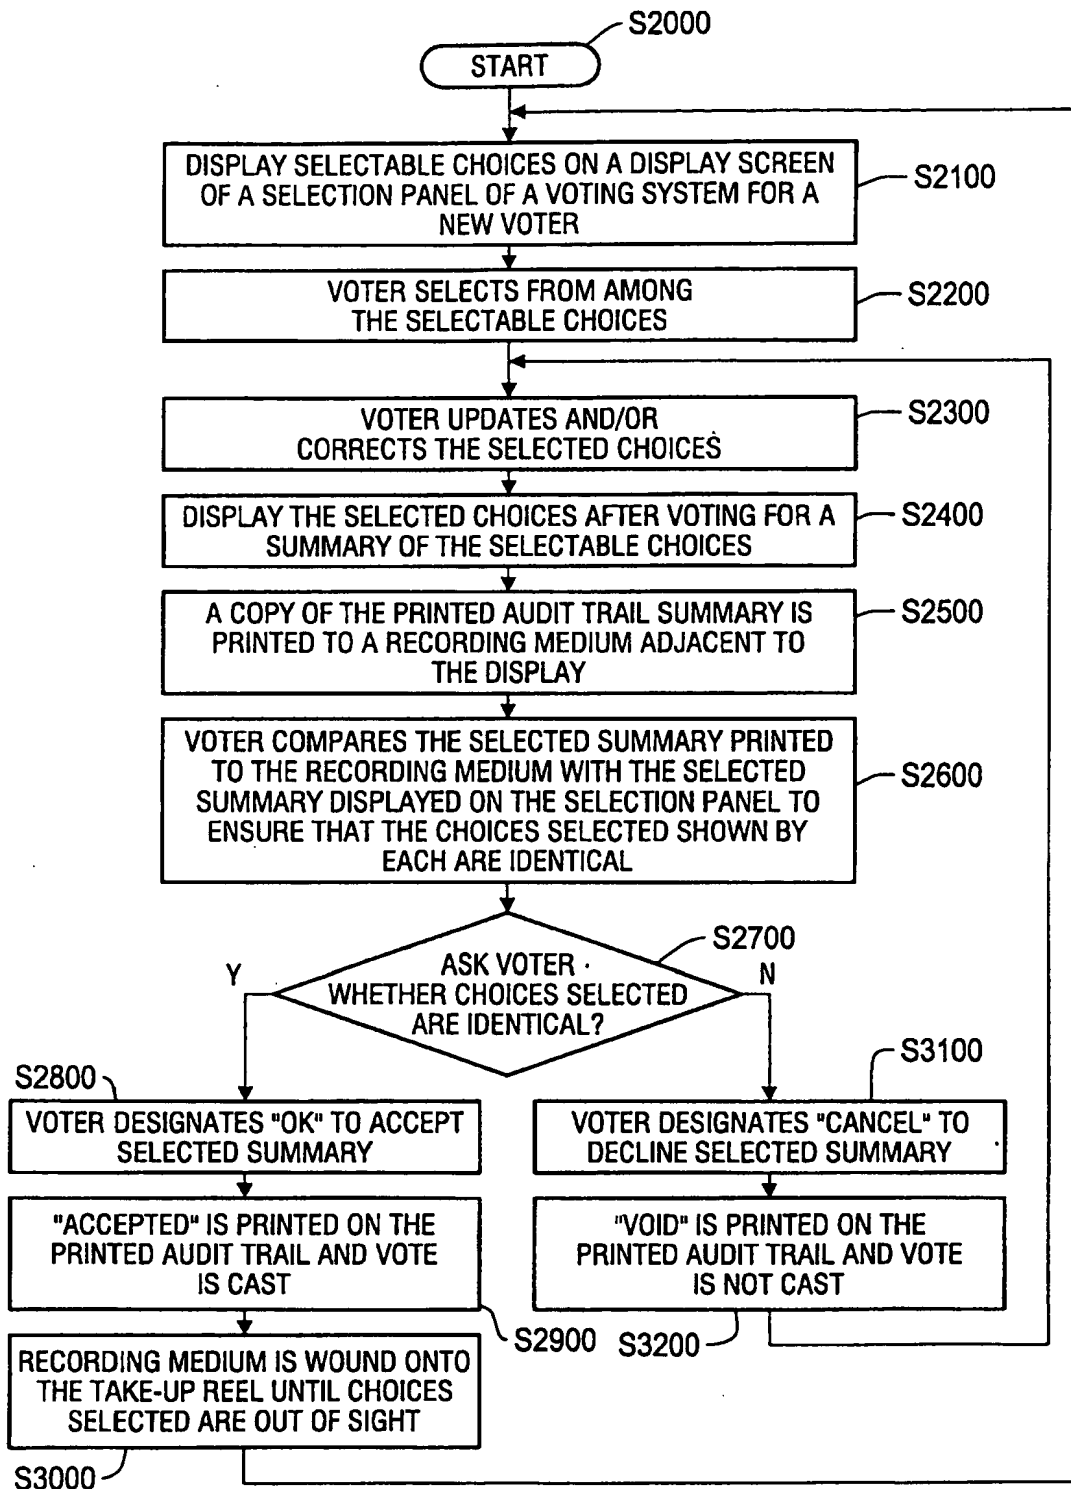 S2000
START
DISPLAY SELECTABLE CHOICES ON A DISPLAY SCREEN
OF A SELECTION PANEL OF A VOTING SYSTEM FOR A
NEW VOTER
S2100
VOTER SELECTS FROM AMONG
THE SELECTABLE CHOICES
S2200
VOTER UPDATES AND/OR
CORRECTS THE SELECTED CHOICES
S2300
DISPLAY THE SELECTED CHOICES AFTER VOTING FOR A
SUMMARY OF THE SELECTABLE CHOICES
S2400
A COPY OF THE PRINTED AUDIT TRAIL SUMMARY IS
PRINTED TO A RECORDING MEDIUM ADJACENT TO
THE DISPLAY
S2500
VOTER COMPARES THE SELECTED SUMMARY PRINTED
TO THE RECORDING MEDIUM WITH THE SELECTED
SUMMARY DISPLAYED ON THE SELECTION PANEL TO
ENSURE THAT THE CHOICES SELECTED SHOWN BY
EACH ARE IDENTICAL
S2600
S2700
Y
ASK VOTER
WHETHER CHOICES SELECTED
ARE IDENTICAL?
N
S2800
VOTER DESIGNATES "OK" TO ACCEPT
SELECTED SUMMARY
"ACCEPTED" IS PRINTED ON THE
PRINTED AUDIT TRAIL AND VOTE
IS CAST
S2900
RECORDING MEDIUM IS WOUND ONTO
THE TAKE-UP REEL UNTIL CHOICES
SELECTED ARE OUT OF SIGHT
S3000
S3100
VOTER DESIGNATES "CANCEL" TO
DECLINE SELECTED SUMMARY
"VOID" IS PRINTED ON THE
PRINTED AUDIT TRAIL AND VOTE
IS NOT CAST
S3200